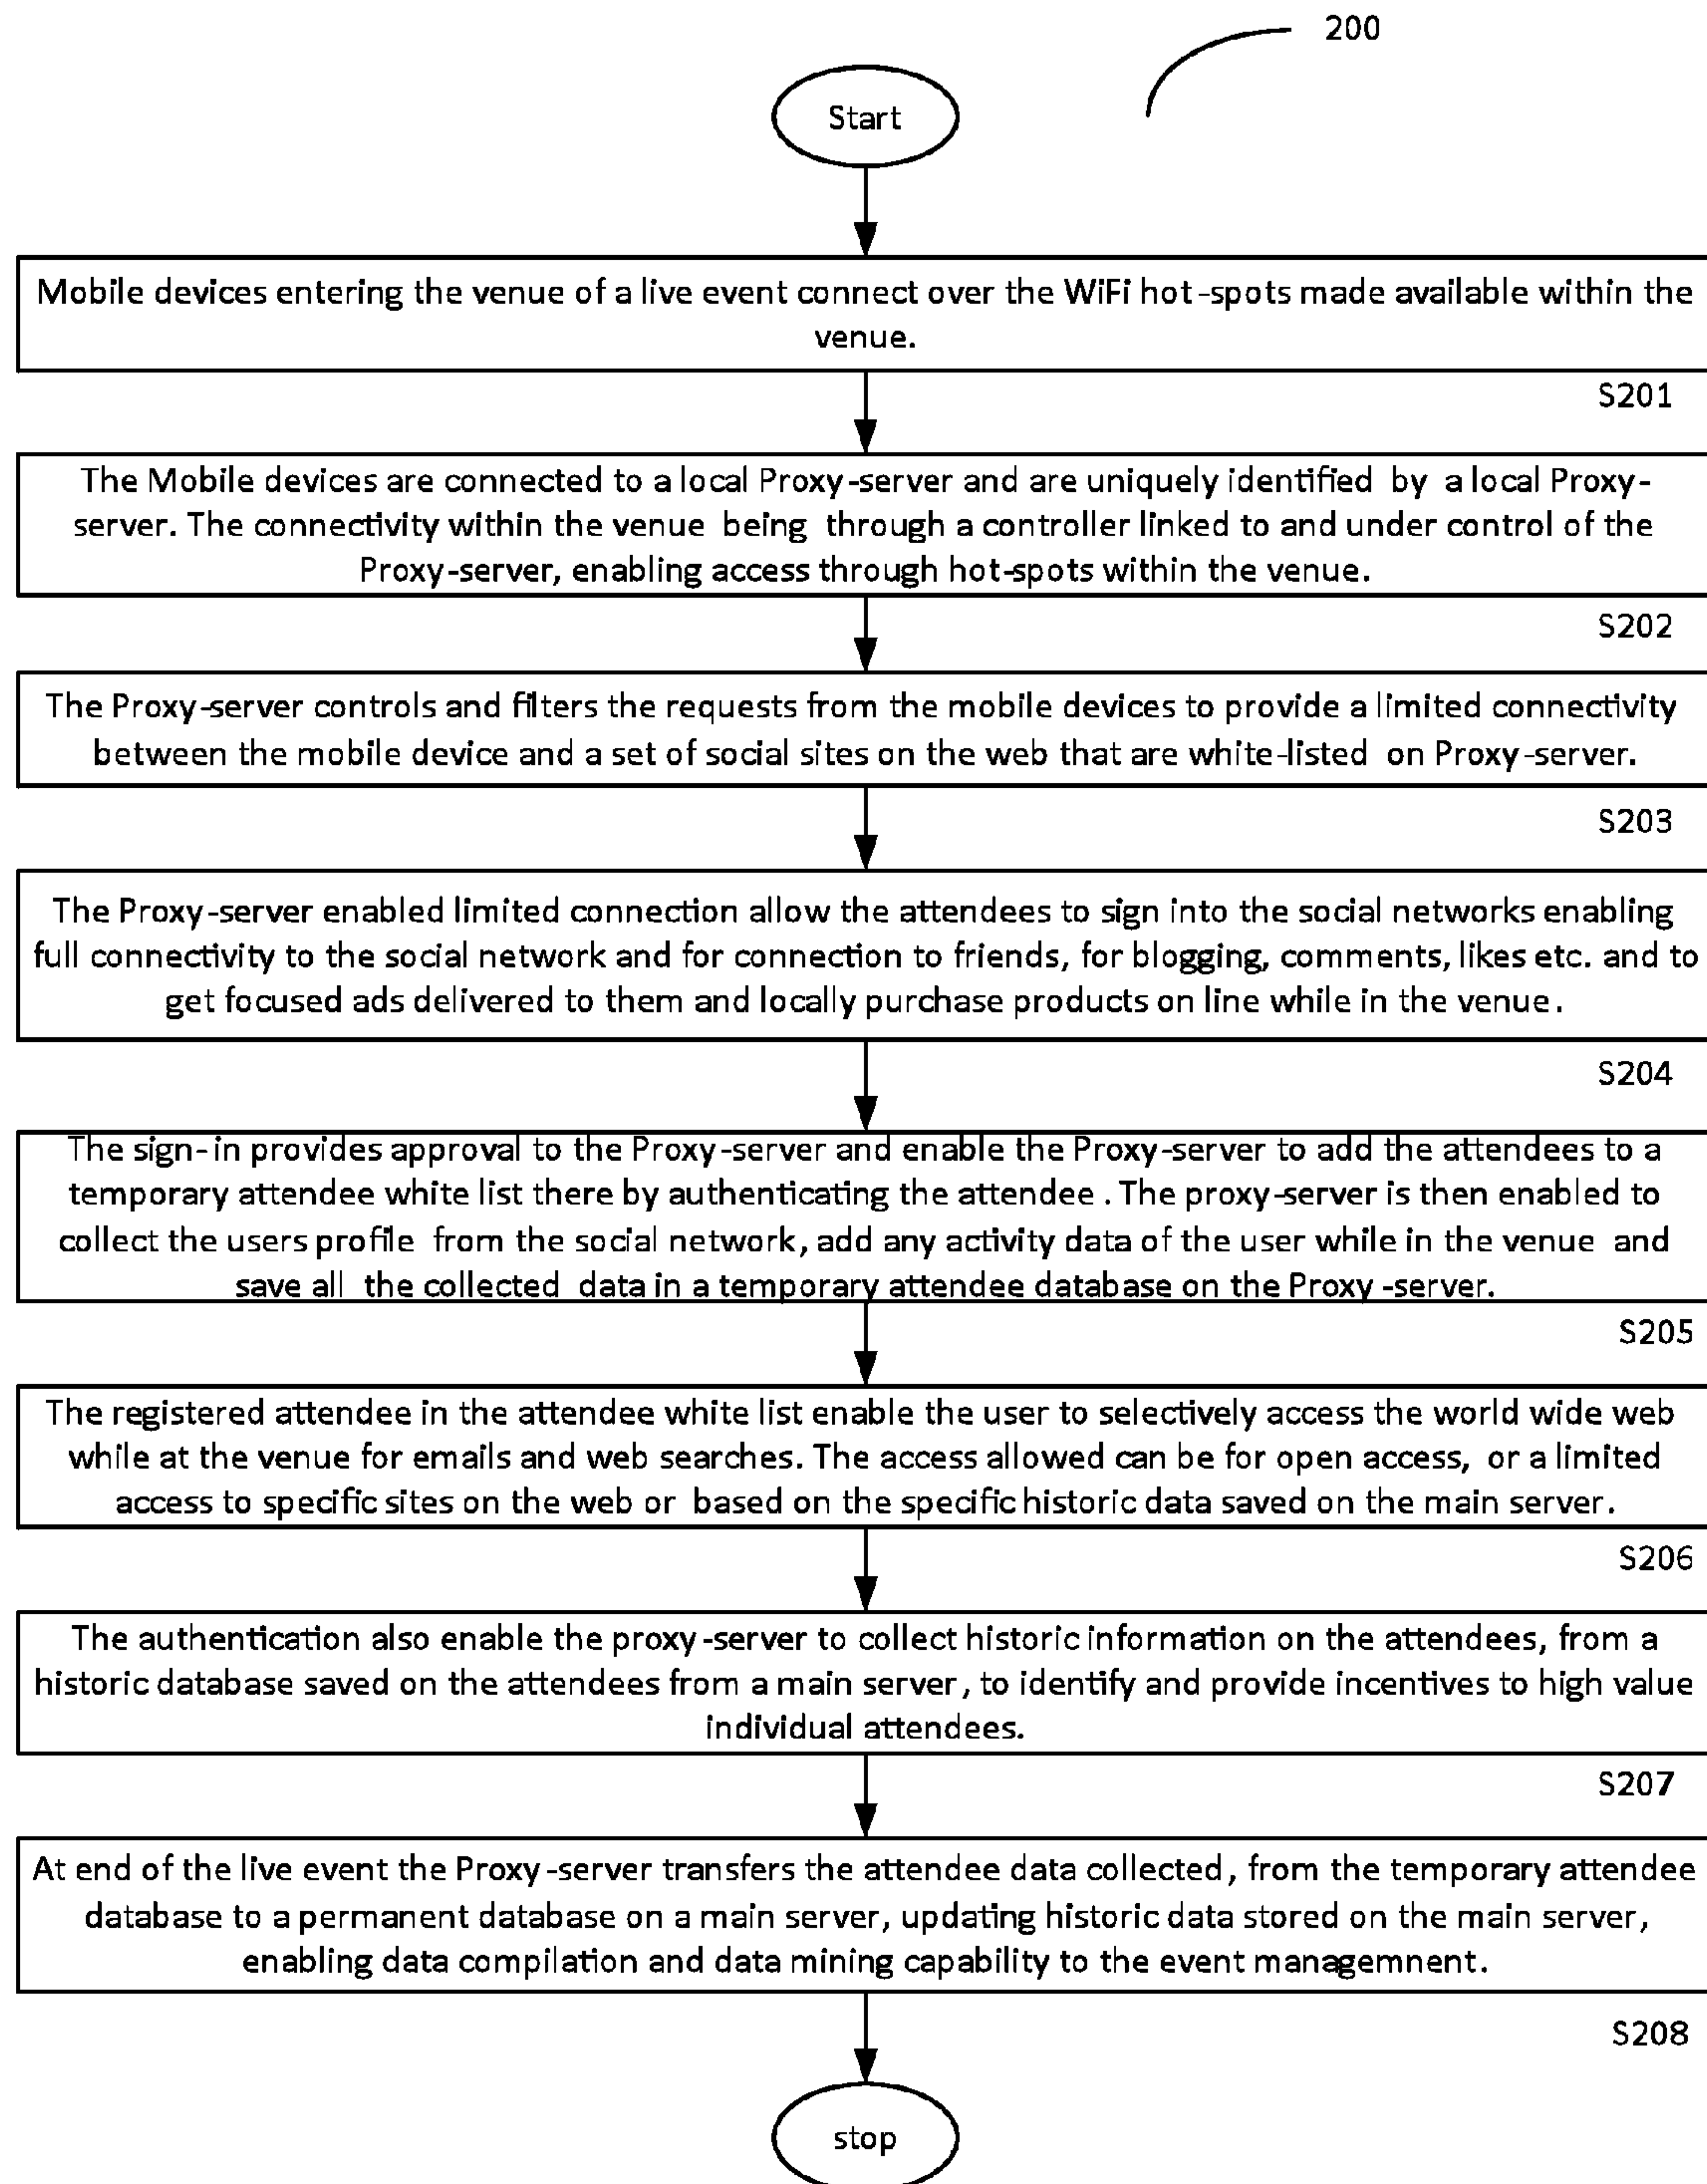 200
Start
Mobile devices entering the venue of a live event connect over the WiFi hot-spots made available within the
venue.
S201
The Mobile devices are connected to a local Proxy-server and are uniquely identified by a local Proxy-
server. The connectivity within the venue being through a controller linked to and under control of the
Proxy-server, enabling access through hot-spots within the venue.
S202
The Proxy-server controls and filters the requests from the mobile devices to provide a limited connectivity
between the mobile device and a set of social sites on the web that are white-listed on Proxy-server.
S203
The Proxy-server enabled limited connection allow the attendees to sign into the social networks enabling
full connectivity to the social network and for connection to friends, for blogging, comments, likes etc. and to
get focused ads delivered to them and locally purchase products on line while in the venue.
S204
The sign-in provides approval to the Proxy-server and enable the Proxy-server to add the attendees to a
temporary attendee white list there by authenticating the attendee . The proxy-server is then enabled to
collect the users profile from the social network, add any activity data of the user while in the venue and
save all the collected data in a temporary attendee database on the Proxy -server.
S205
The registered attendee in the attendee white list enable the user to selectively access the world wide web
while at the venue for emails and web searches. The access allowed can be for open access, or a limited
access to specific sites on the web or based on the specific historic data saved on the main server.
S206
The authentication also enable the proxy-server to collect historic information on the attendees, from a
historic database saved on the attendees from a main server, to identify and provide incentives to high value
individual attendees.
S207
At end of the live event the Proxy-server transfers the attendee data collected, from the temporary attendee
database to a permanent database on a main server, updating historic data stored on the main server,
enabling data compilation and data mining capability to the event managemnent.
S208
stop